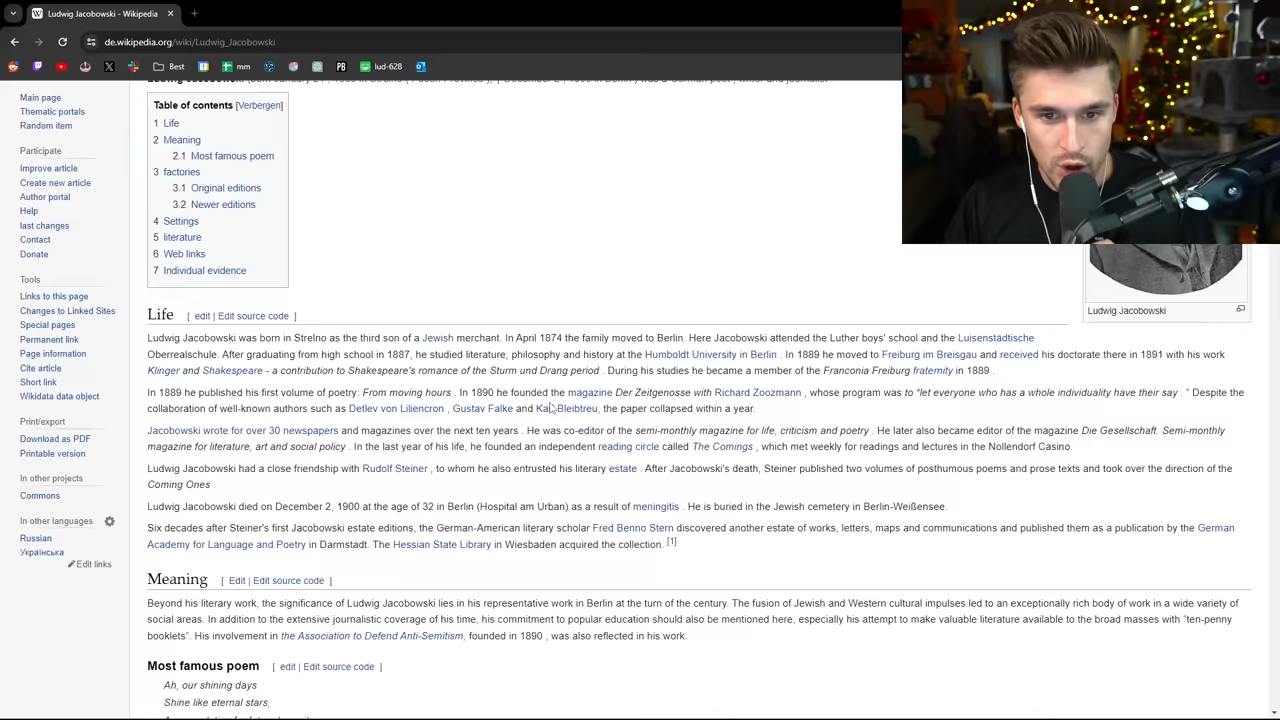 Ludwig Jacobowski - Wikipedia
de.wikipedia.org/wiki/Ludwig_Jacobowski
Best
mm
lud-628
Main page
Thematic portals
Random item
Participate
Improve article
Create new article
Author portal
Help
last changes
Contact
Donate
Tools
Links to this page
Changes to Linked Sites
Special pages
Permanent link
Page information
Cite article
Short link
Wikidata data object
Print/export
Download as PDF
Printable version
In other projects
Commons
In other languages
Russian
Українська
Edit links
Table of contents [Verbergen]
1 Life
2 Meaning
2.1 Most famous poem
3 factories
3.1 Original editions
3.2 Newer editions
4 Settings
5 literature
6 Web links
7 Individual evidence
Ludwig Jacobowski
Life [ edit | Edit source code ]
Ludwig Jacobowski was born in Strelno as the third son of a Jewish merchant. In April 1874 the family moved to Berlin. Here Jacobowski attended the Luther boys' school and the Luisenstädtische
Oberrealschule. After graduating from high school in 1887, he studied literature, philosophy and history at the Humboldt University in Berlin . In 1889 he moved to Freiburg im Breisgau and received his doctorate there in 1891 with his work
Klinger and Shakespeare - a contribution to Shakespeare's romance of the Sturm und Drang period . During his studies he became a member of the Franconia Freiburg fraternity in 1889 .
In 1889 he published his first volume of poetry: From moving hours . In 1890 he founded the magazine Der Zeitgenosse with Richard Zoozmann , whose program was to "let everyone who has a whole individuality have their say . " Despite the
collaboration of well-known authors such as Detlev von Liliencron , Gustav Falke and Karl Bleibtreu, the paper collapsed within a year.
Jacobowski wrote for over 30 newspapers and magazines over the next ten years . He was co-editor of the semi-monthly magazine for life, criticism and poetry . He later also became editor of the magazine Die Gesellschaft. Semi-monthly
magazine for literature, art and social policy . In the last year of his life, he founded an independent reading circle called The Comings , which met weekly for readings and lectures in the Nollendorf Casino.
Ludwig Jacobowski had a close friendship with Rudolf Steiner , to whom he also entrusted his literary estate . After Jacobowski's death, Steiner published two volumes of posthumous poems and prose texts and took over the direction of the
Coming Ones .
Ludwig Jacobowski died on December 2, 1900 at the age of 32 in Berlin (Hospital am Urban) as a result of meningitis . He is buried in the Jewish cemetery in Berlin-Weißensee.
Six decades after Steiner's first Jacobowski estate editions, the German-American literary scholar Fred Benno Stern discovered another estate of works, letters, maps and communications and published them as a publication by the German
Academy for Language and Poetry in Darmstadt. The Hessian State Library in Wiesbaden acquired the collection. [1]
Meaning [ Edit | Edit source code ]
Beyond his literary work, the significance of Ludwig Jacobowski lies in his representative work in Berlin at the turn of the century. The fusion of Jewish and Western cultural impulses led to an exceptionally rich body of work in a wide variety of
social areas. In addition to the extensive journalistic coverage of his time, his commitment to popular education should also be mentioned here, especially his attempt to make valuable literature available to the broad masses with "ten-penny
booklets". His involvement in the Association to Defend Anti-Semitism, founded in 1890 , was also reflected in his work.
Most famous poem [ edit | Edit source code ]
Ah, our shining days
Shine like eternal stars,